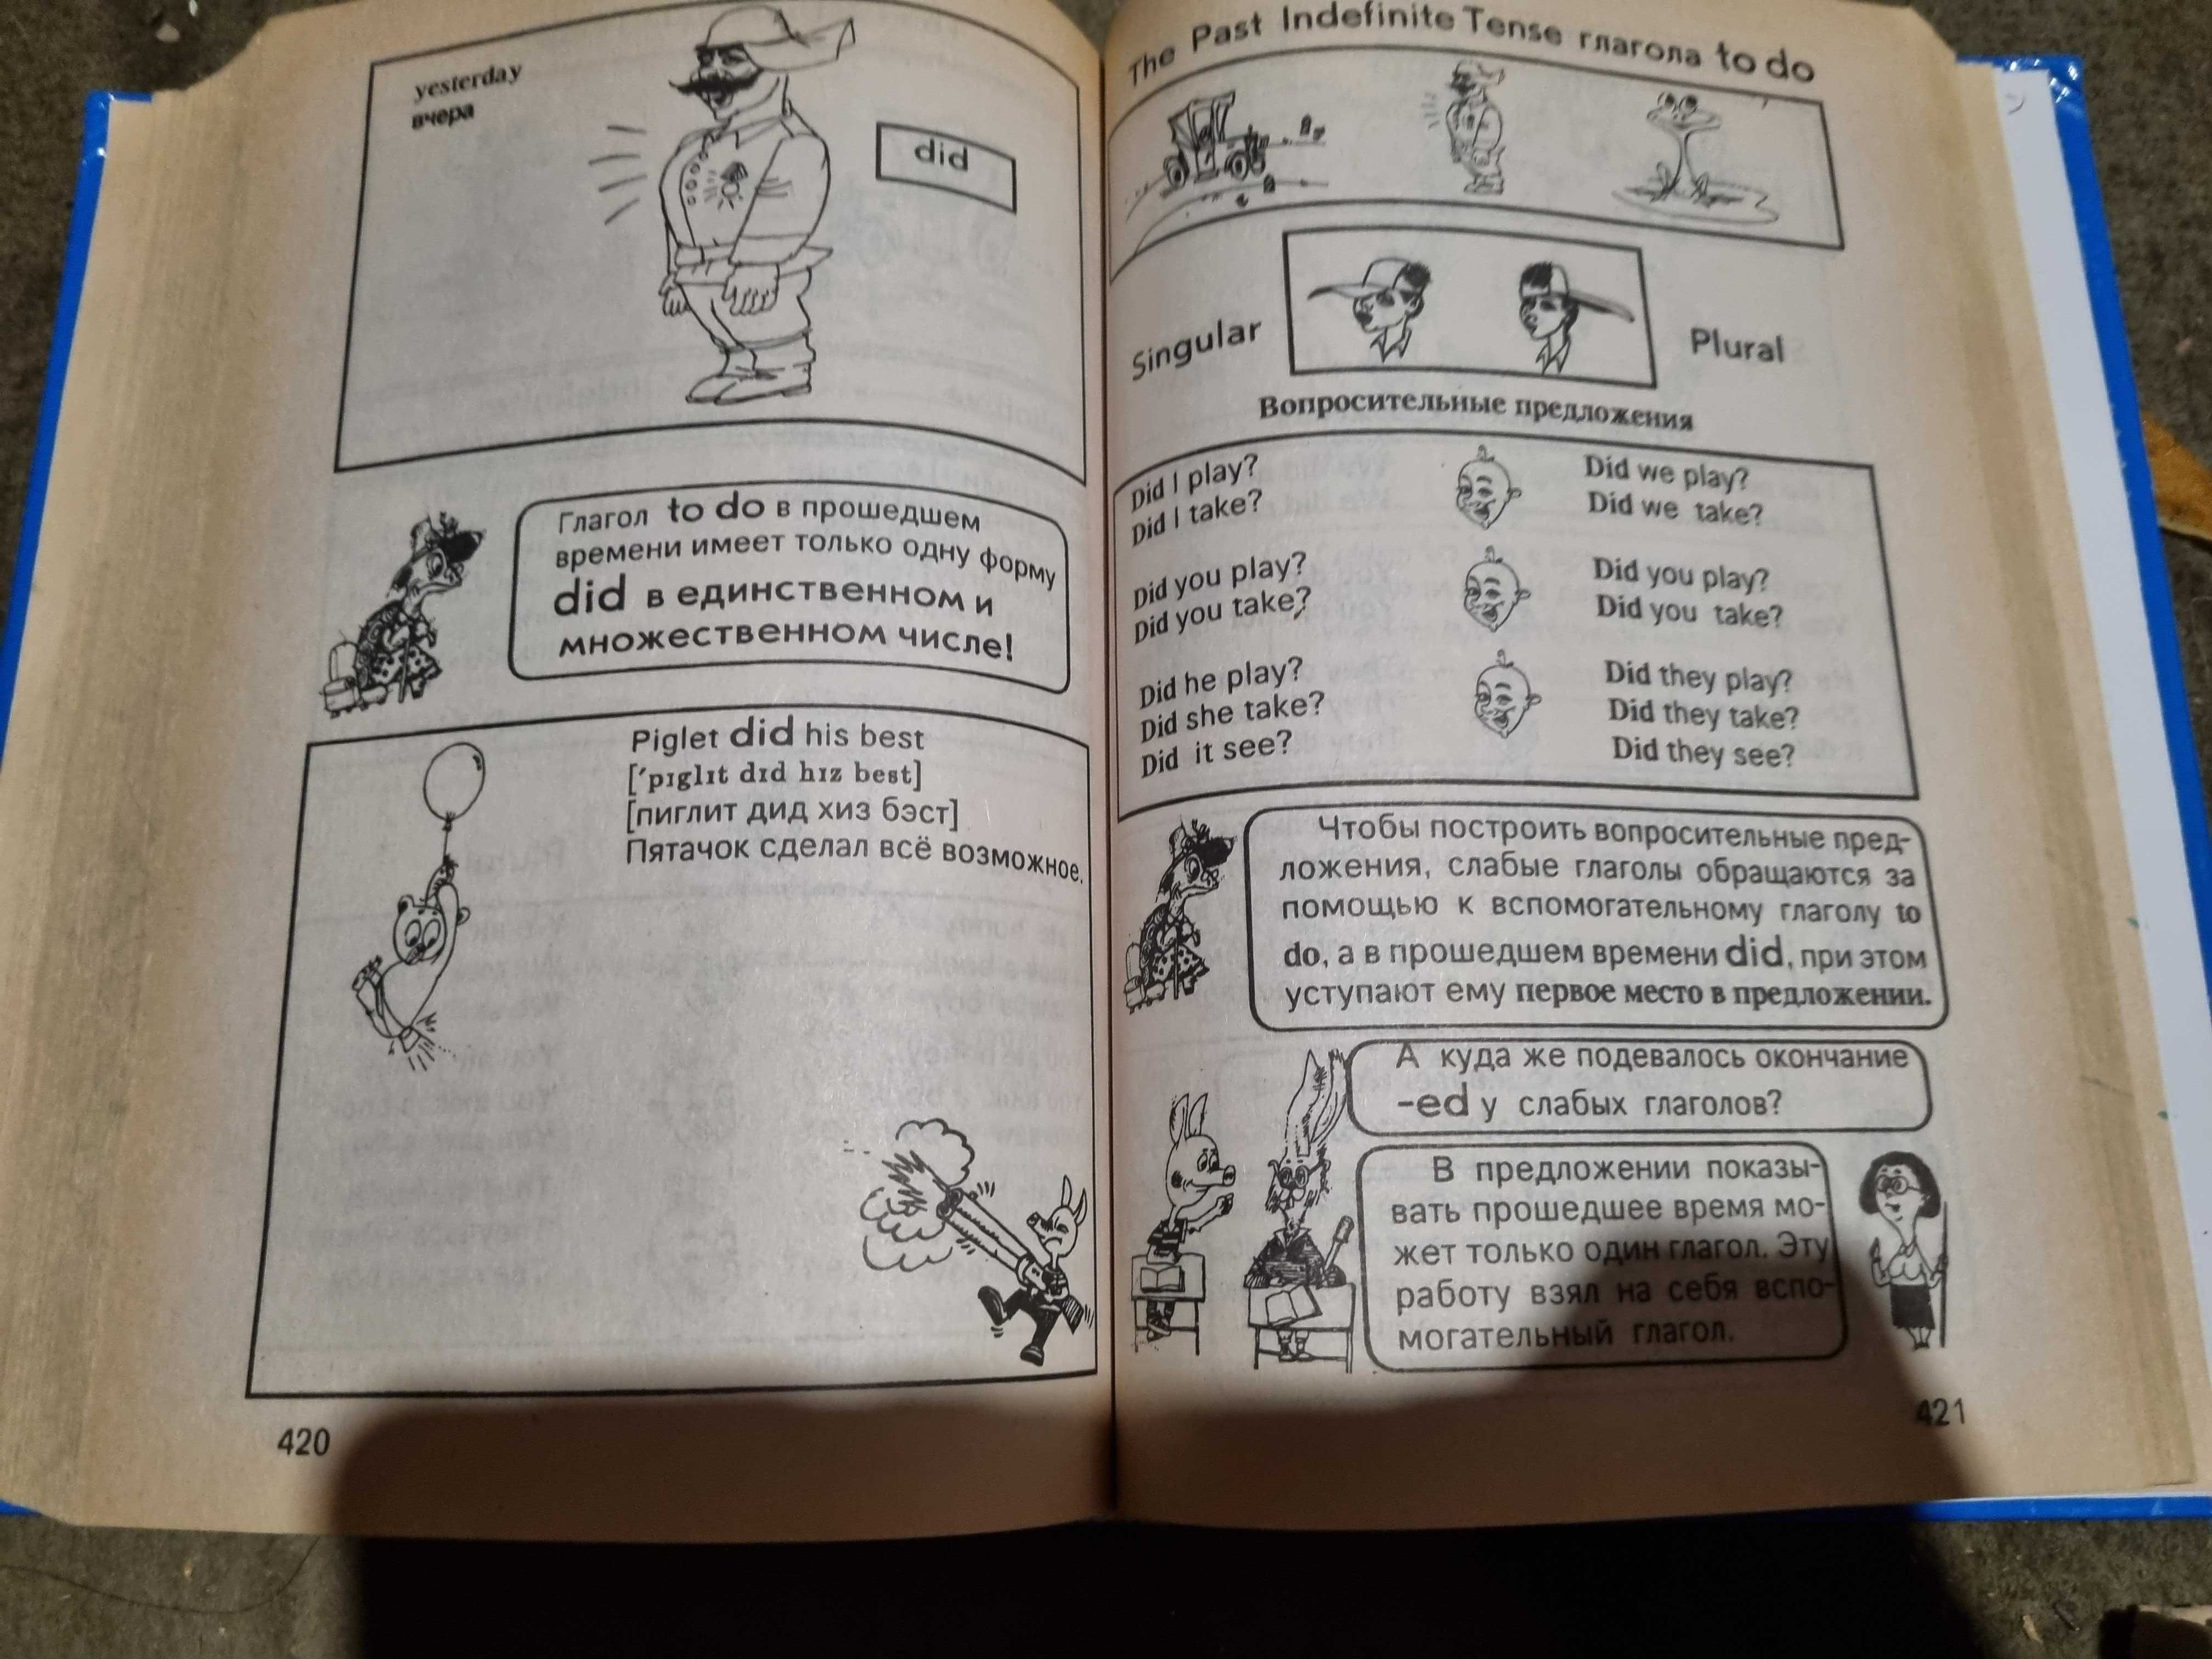 yesterday
вчера
did
Глагол to do в прошедшем
времени имеет только одну форму
did в единственном и
множественном числе!
Piglet did his best
[ˈpıglıt dıd hız best]
[пиглит дид хиз бэст]
Пятачок сделал всё возможное.
420
The Past Indefinite Tense глагола to do
Singular
Plural
Вопросительные предложения
Did I play?
Did I take?
Did we play?
Did we take?
Did you play?
Did you take?
Did you play?
Did you take?
Did he play?
Did she take?
Did it see?
Did they play?
Did they take?
Did they see?
Чтобы построить вопросительные пред-
ложения, слабые глаголы обращаются за
помощью к вспомогательному глаголу to
do, а в прошедшем времени did, при этом
уступают ему первое место в предложении.
А куда же подевалось окончание
-ed у слабых глаголов?
В предложении показы-
вать прошедшее время мо-
жет только один глагол. Эту
работу взял на себя вспо-
могательный глагол.
421